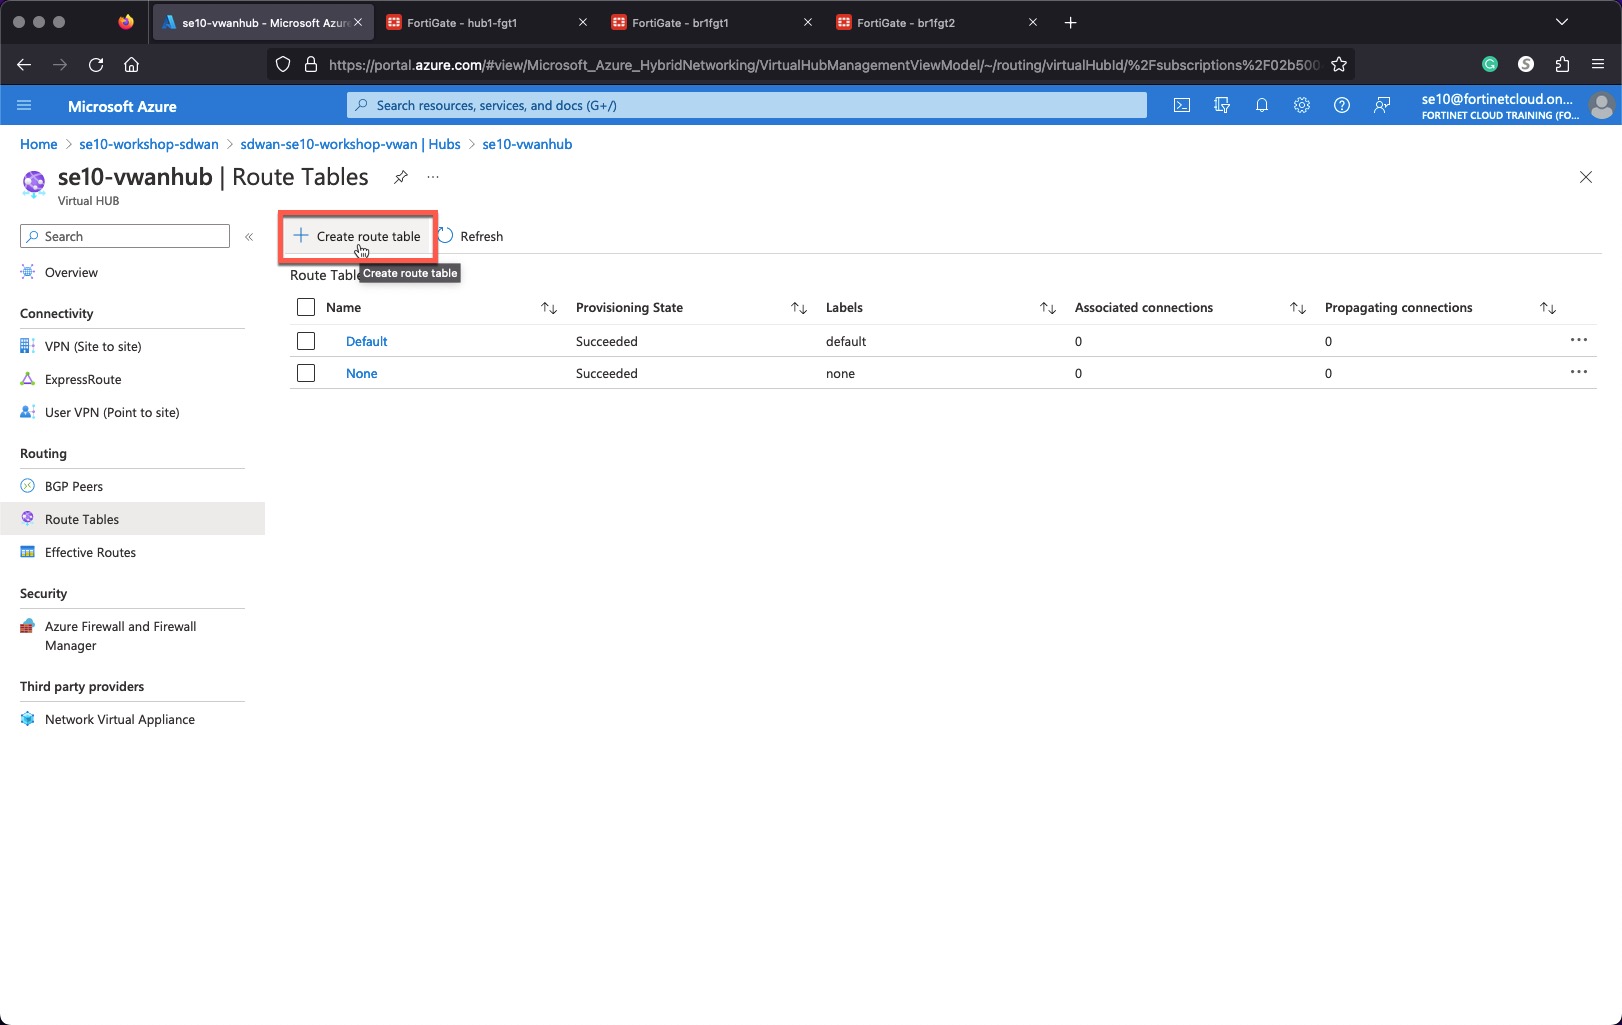 se10-vwanhub - Microsoft Azure
FortiGate - hub1-fgt1
FortiGate - br1fgt1
FortiGate - br1fgt2
https://portal.azure.com/#view/Microsoft_Azure_HybridNetworking/VirtualHubManagementViewModel/~/routing/virtualHubId/%2Fsubscriptions%2F02b500
Microsoft Azure
Search resources, services, and docs (G+/)
se10@fortinetcloud.on...
FORTINET CLOUD TRAINING (FO...
Home > se10-workshop-sdwan > sdwan-se10-workshop-vwan | Hubs > se10-vwanhub
se10-vwanhub | Route Tables
Virtual HUB
Search
Create route table
Refresh
Route Table
Create route table
Overview
Connectivity
VPN (Site to site)
ExpressRoute
User VPN (Point to site)
Routing
BGP Peers
Route Tables
Effective Routes
Security
Azure Firewall and Firewall
Manager
Third party providers
Network Virtual Appliance
Name Provisioning State Labels Associated connections Propagating connections
Default Succeeded default 0 0
None Succeeded none 0 0